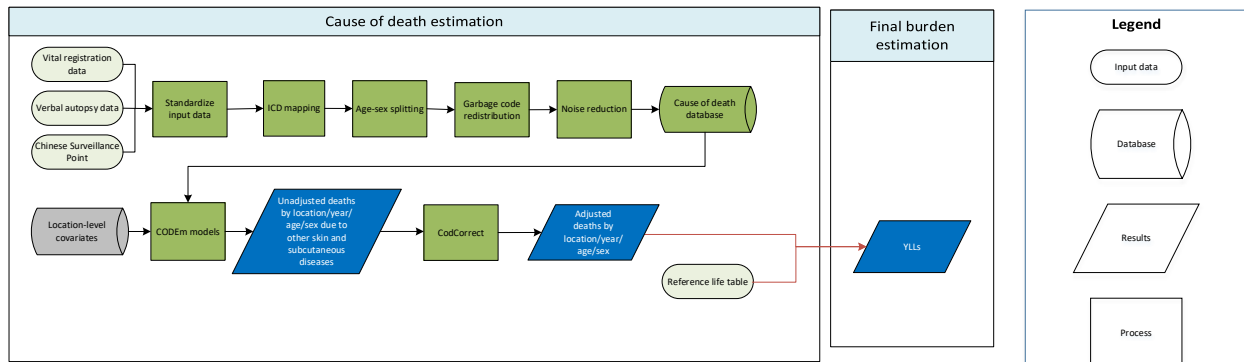 Cause of death estimation
Final burden
estimation
Legend
Vital registration
data
Verbal autopsy data
Chinese Surveillance
Point
Standardize
input data
ICD mapping
Age-sex splitting
Garbage code
redistribution
Noise reduction
Cause of death
database
Location-level
covariates
CODEm models
Unadjusted deaths
by location/year/
age/sex due to
other skin and
subcutaneous
diseases
CodCorrect
Adjusted
deaths by
location/year/
age/sex
Reference life table
YLLs
Input data
Database
Results
Process